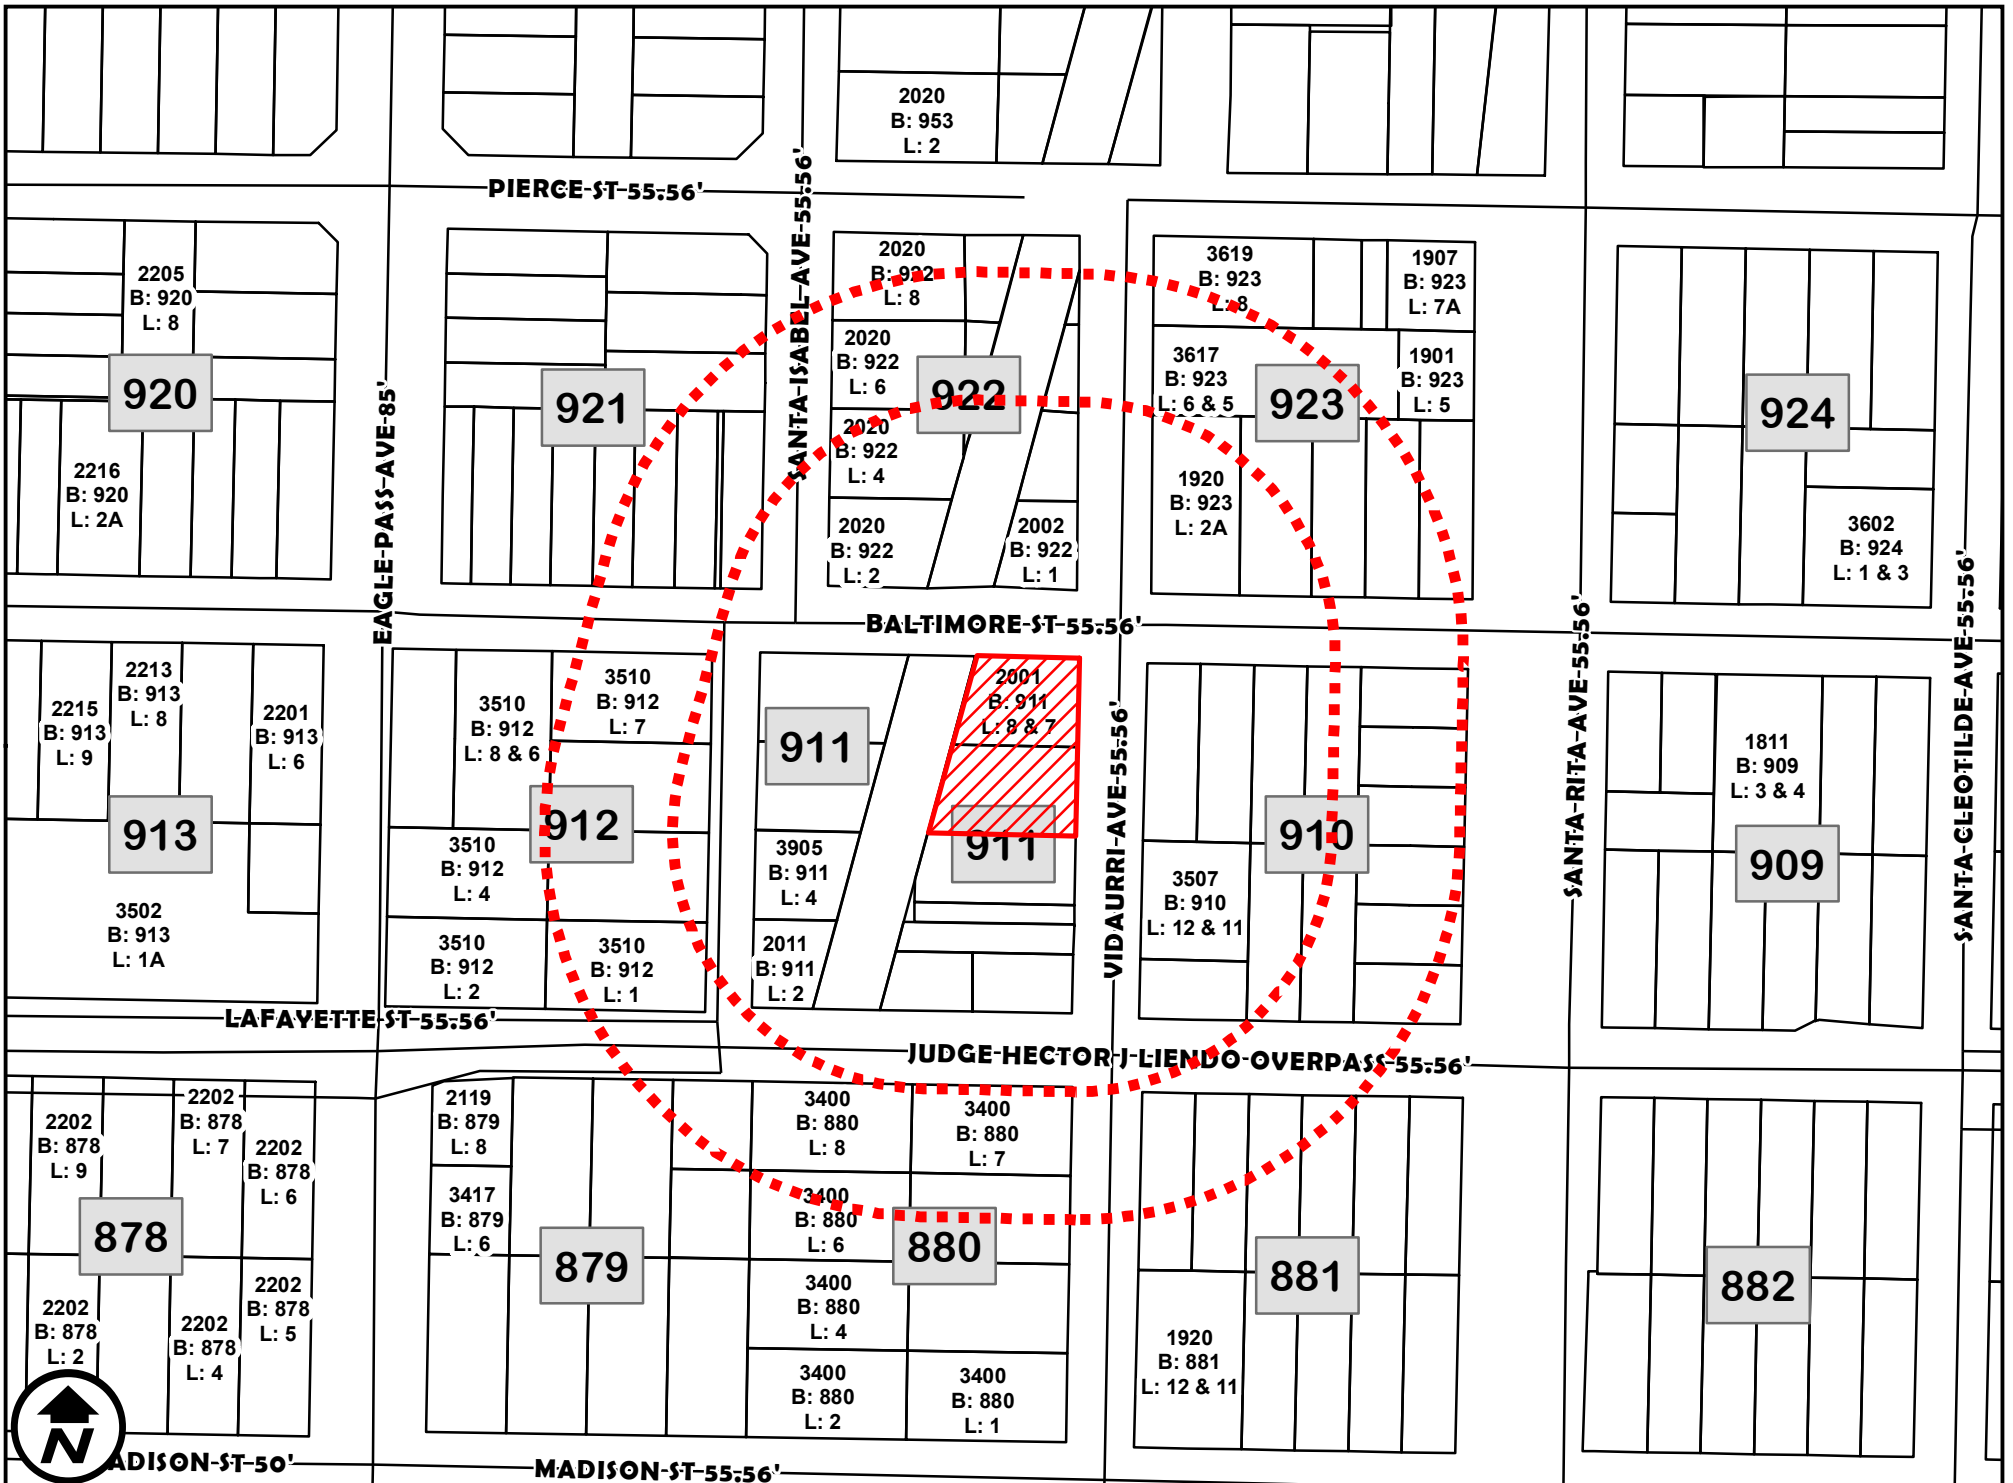 2020
B: 953
L: 2
PIERCE-ST-55.56'
SANTA-ISABEL-AVE-55.56'
2205
B: 920
L: 8
920
2216
B: 920
L: 2A
EAGLE-PASS-AVE-85'
921
2020
B: 922
L: 8
2020
B: 922
L: 6
922
2020
B: 922
L: 4
2020
B: 922
L: 2
2002
B: 922
L: 1
3619
B: 923
L: 8
1907
B: 923
L: 7A
3617
B: 923
L: 6 & 5
923
1901
B: 923
L: 5
1920
B: 923
L: 2A
924
3602
B: 924
L: 1 & 3
BALTIMORE-ST-55.56'
SANTA-RITA-AVE-55.56'
SANTA-CLEOTILDE-AVE-55.56'
VIDAURRI-AVE-55.56'
2215
B: 913
L: 9
2213
B: 913
L: 8
2201
B: 913
L: 6
913
3502
B: 913
L: 1A
3510
B: 912
L: 8 & 6
3510
B: 912
L: 7
912
3510
B: 912
L: 4
3510
B: 912
L: 2
3510
B: 912
L: 1
911
2001
B: 911
L: 8 & 7
911
3905
B: 911
L: 4
2011
B: 911
L: 2
910
3507
B: 910
L: 12 & 11
1811
B: 909
L: 3 & 4
909
LAFAYETTE-ST-55.56'
JUDGE-HECTOR-J-LIENDO-OVERPASS-55.56'
2202
B: 878
L: 9
2202
B: 878
L: 7
2202
B: 878
L: 6
878
2202
B: 878
L: 2
2202
B: 878
L: 4
2202
B: 878
L: 5
2119
B: 879
L: 8
3417
B: 879
L: 6
879
3400
B: 880
L: 8
3400
B: 880
L: 7
3400
B: 880
L: 6
880
3400
B: 880
L: 4
3400
B: 880
L: 2
3400
B: 880
L: 1
881
1920
B: 881
L: 12 & 11
882
N
ADISON-ST-50'
MADISON-ST-55.56'